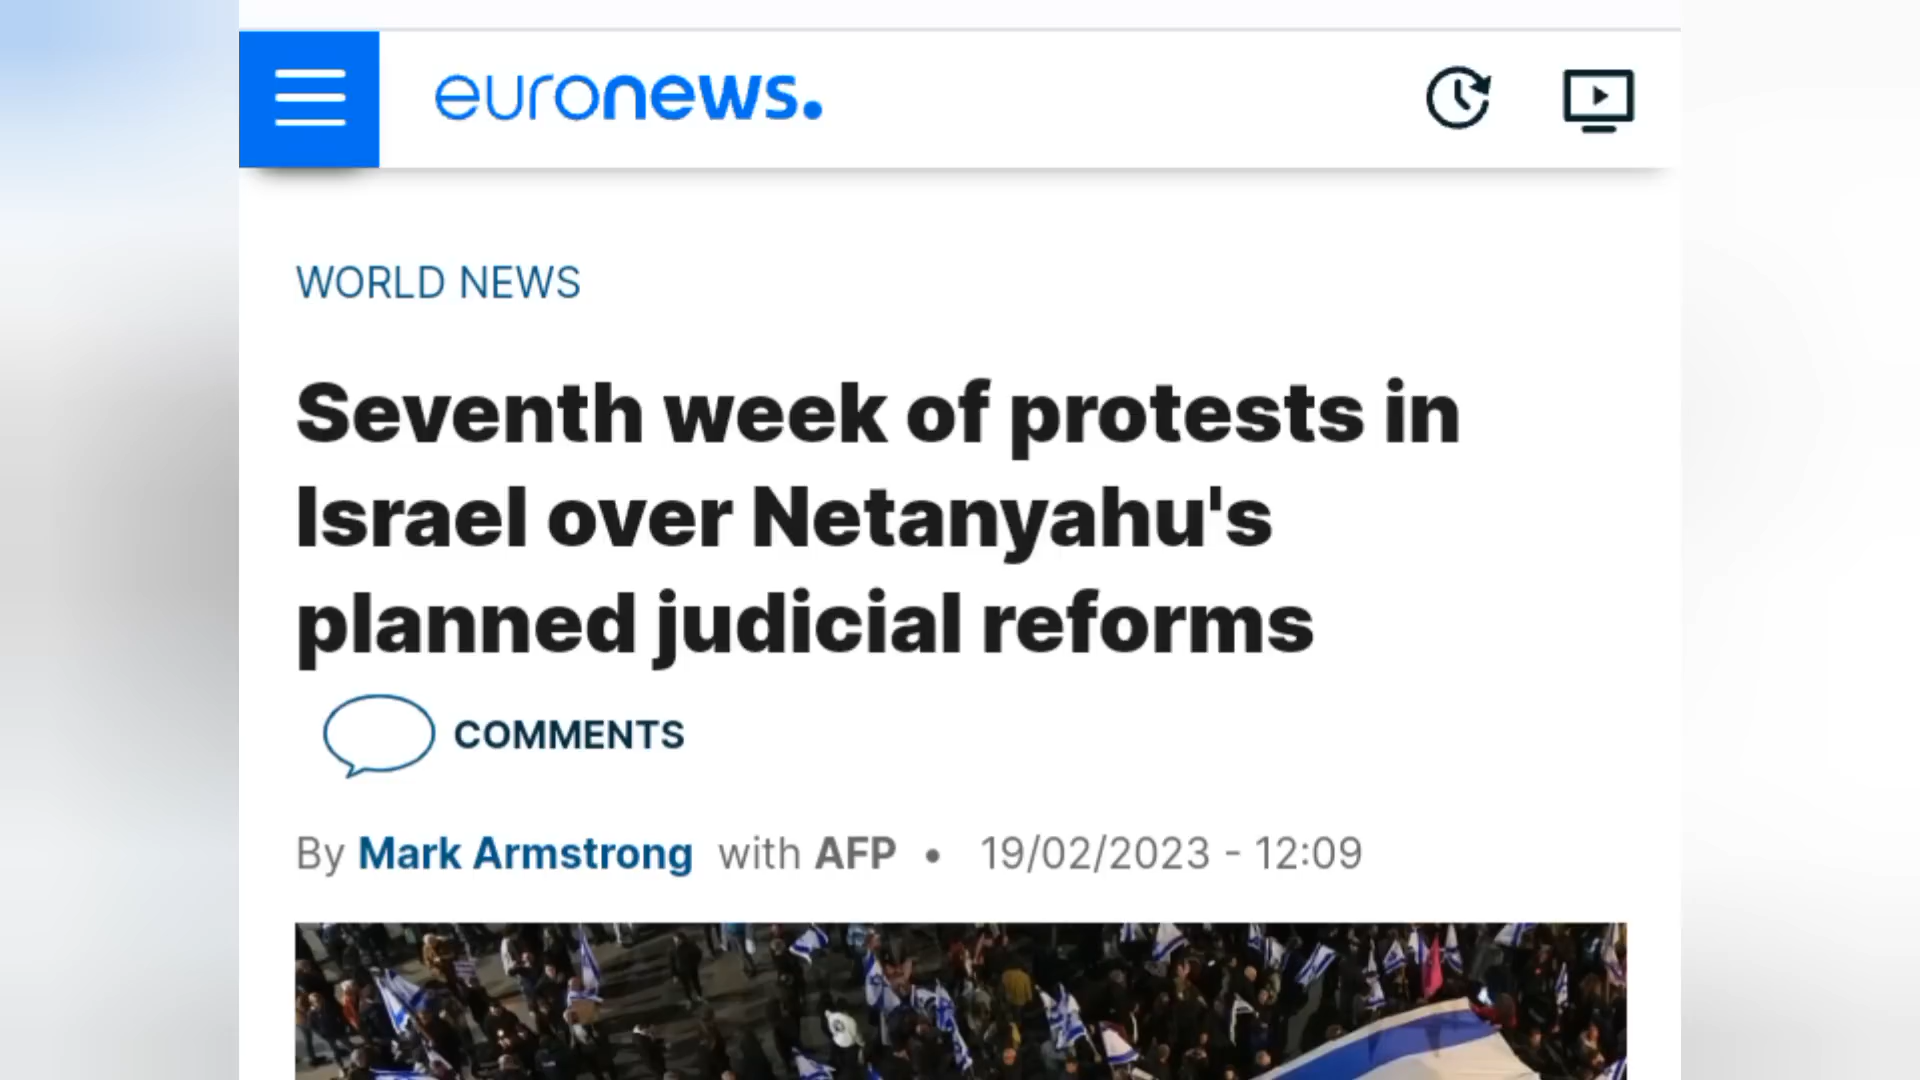 euronews.
WORLD NEWS
Seventh week of protests in
Israel over Netanyahu's
planned judicial reforms
COMMENTS
By Mark Armstrong with AFP • 19/02/2023 - 12:09